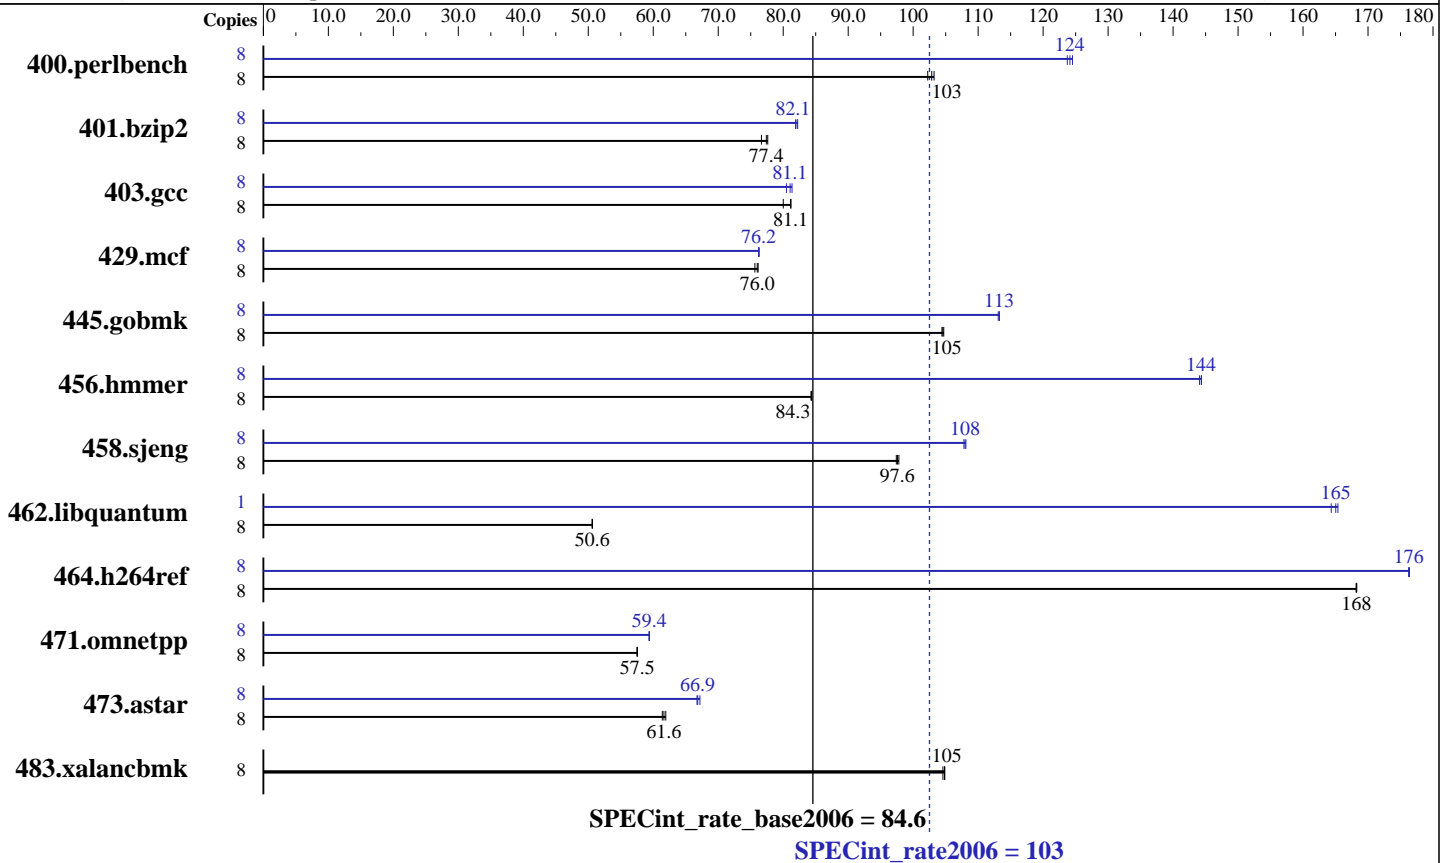 Copies 0 10.0 20.0 30.0 40.0 50.0 60.0 70.0 80.0 90.0 100 110 120 130 140 150 160 170 180
400.perlbench 8 124
8 103
401.bzip2 8 82.1
8 77.4
403.gcc 8 81.1
8 81.1
429.mcf 8 76.2
8 76.0
445.gobmk 8 113
8 105
456.hmmer 8 144
8 84.3
458.sjeng 8 108
8 97.6
462.libquantum 1 165
8 50.6
464.h264ref 8 176
8 168
471.omnetpp 8 59.4
8 57.5
473.astar 8 66.9
8 61.6
483.xalancbmk 8 105
SPECint_rate_base2006 = 84.6
SPECint_rate2006 = 103